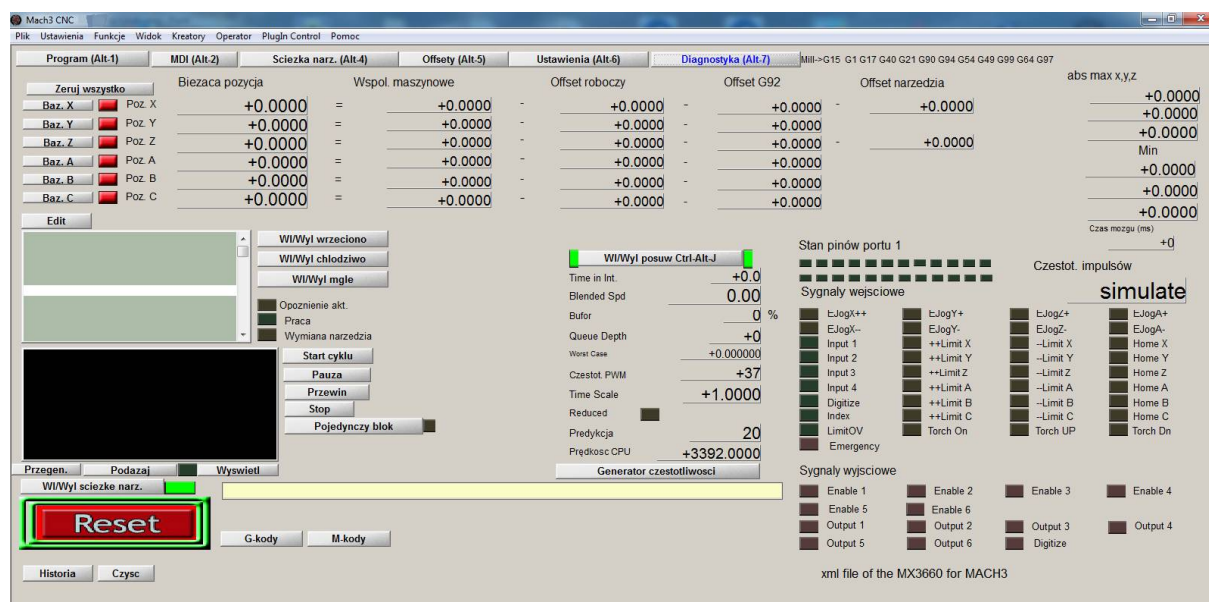 Mach3 CNC
Plik Ustawienia Funkcje Widok Kreatory Operator PlugIn Control Pomoc
Program (Alt-1) MDI (Alt-2) Sciezka narz. (Alt-4) Offsety (Alt-5) Ustawienia (Alt-6) Diagnostyka (Alt-7) Mill->G15 G1 G17 G40 G21 G90 G94 G54 G49 G99 G64 G97
Zeruj wszystko Biezaca pozycja Wspol. maszynowe Offset roboczy Offset G92 Offset narzedzia abs max x,y,z
Baz. X Poz. X +0.0000 = +0.0000 - +0.0000 - +0.0000 - +0.0000 +0.0000
Baz. Y Poz. Y +0.0000 = +0.0000 - +0.0000 - +0.0000 +0.0000
Baz. Z Poz. Z +0.0000 = +0.0000 - +0.0000 - +0.0000 - +0.0000 +0.0000
Baz. A Poz. A +0.0000 = +0.0000 - +0.0000 - +0.0000 Min
Baz. B Poz. B +0.0000 = +0.0000 - +0.0000 - +0.0000 +0.0000
Baz. C Poz. C +0.0000 = +0.0000 - +0.0000 - +0.0000 +0.0000
+0.0000
Edit
Czas mozgu (ms)
+0
Wl/Wyl wrzeciono
Wl/Wyl chlodziwo
Wl/Wyl mgle
Opoznienie akt.
Praca
Wymiana narzedzia
Start cyklu
Pauza
Przewin
Stop
Pojedynczy blok
Przegen. Podazaj Wyswietl
Wl/Wyl sciezke narz.
Reset
G-kody M-kody
Historia Czysc
Wl/Wyl posuw Ctrl-Alt-J
Time in Int. +0.0
Blended Spd 0.00
Bufor 0 %
Queue Depth +0
Worst Case +0.000000
Czestot. PWM +37
Time Scale +1.0000
Reduced
Predykcja 20
Prędkosc CPU +3392.0000
Generator czestotliwosci
Stan pinów portu 1
Czestot. impulsów
simulate
Sygnaly wejsciowe
EJogX++ EJogY+ EJogZ+ EJogA+
EJogX-- EJogY- EJogZ- EJogA-
Input 1 ++Limit X --Limit X Home X
Input 2 ++Limit Y --Limit Y Home Y
Input 3 ++Limit Z --Limit Z Home Z
Input 4 ++Limit A --Limit A Home A
Digitize ++Limit B --Limit B Home B
Index ++Limit C --Limit C Home C
LimitOV Torch On Torch UP Torch Dn
Emergency
Sygnaly wyjsciowe
Enable 1 Enable 2 Enable 3 Enable 4
Enable 5 Enable 6
Output 1 Output 2 Output 3 Output 4
Output 5 Output 6 Digitize
xml file of the MX3660 for MACH3